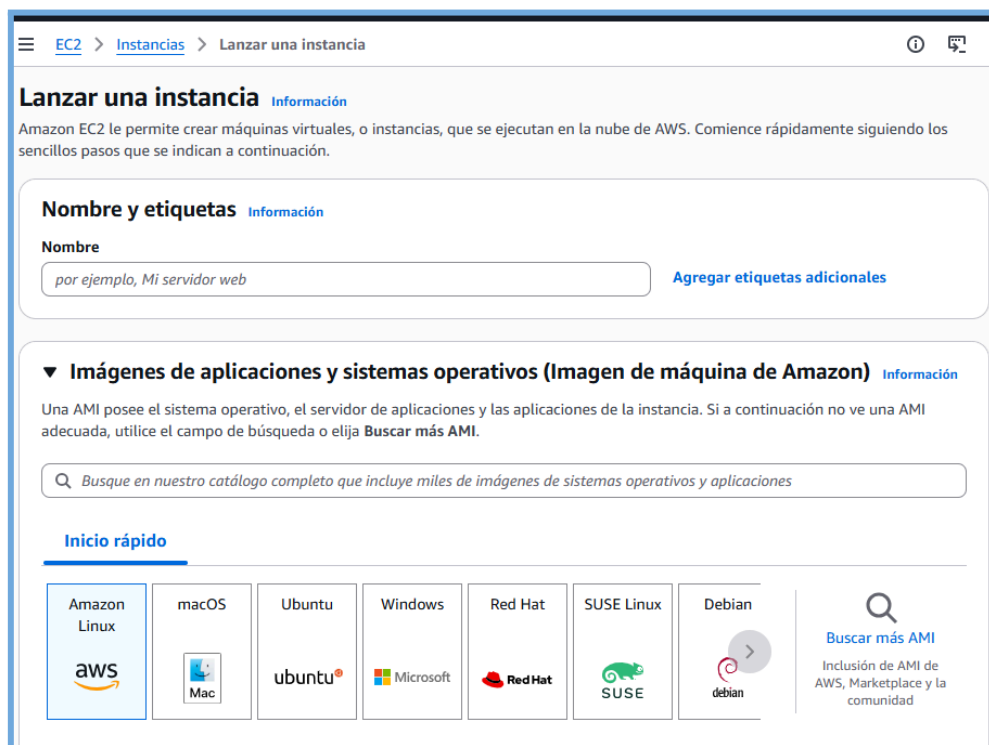 EC2 > Instancias > Lanzar una instancia
Lanzar una instancia Información
Amazon EC2 le permite crear máquinas virtuales, o instancias, que se ejecutan en la nube de AWS. Comience rápidamente siguiendo los
sencillos pasos que se indican a continuación.
Nombre y etiquetas Información
Nombre
por ejemplo, Mi servidor web
Agregar etiquetas adicionales
Imágenes de aplicaciones y sistemas operativos (Imagen de máquina de Amazon) Información
Una AMI posee el sistema operativo, el servidor de aplicaciones y las aplicaciones de la instancia. Si a continuación no ve una AMI
adecuada, utilice el campo de búsqueda o elija Buscar más AMI.
Busque en nuestro catálogo completo que incluye miles de imágenes de sistemas operativos y aplicaciones
Inicio rápido
Amazon
Linux
aws
macOS
Mac
Ubuntu
ubuntu
Windows
Microsoft
Red Hat
Red Hat
SUSE Linux
SUSE
Debian
debian
Buscar más AMI
Inclusión de AMI de
AWS, Marketplace y la
comunidad